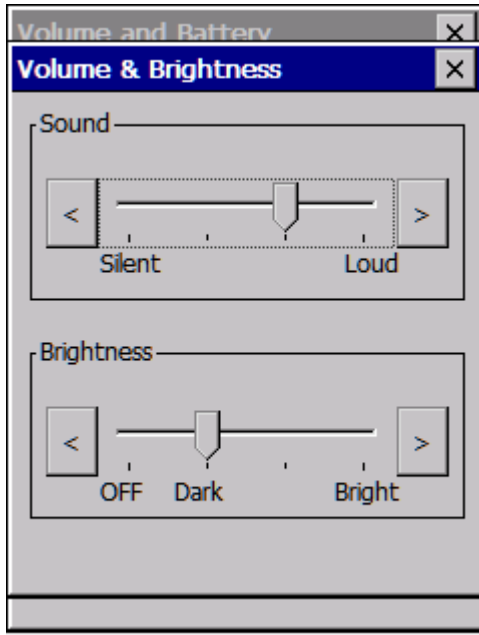 Volume and Battery
Volume & Brightness
Sound
< >
Silent Loud
Brightness
< >
OFF Dark Bright